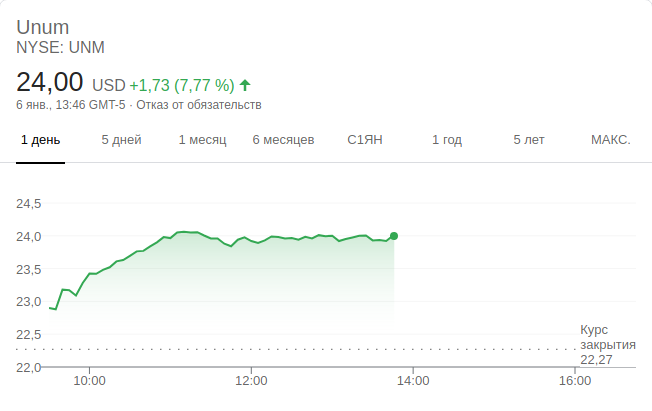 Unum
NYSE: UNM
24,00 USD +1,73 (7,77 %)
6 янв., 13:46 GMT-5 · Отказ от обязательств
1 день 5 дней 1 месяц 6 месяцев С1ЯН 1 год 5 лет МАКС.
24,5
24,0
23,5
23,0
22,5
22,0
Курс
закрытия
22,27
10:00 12:00 14:00 16:00